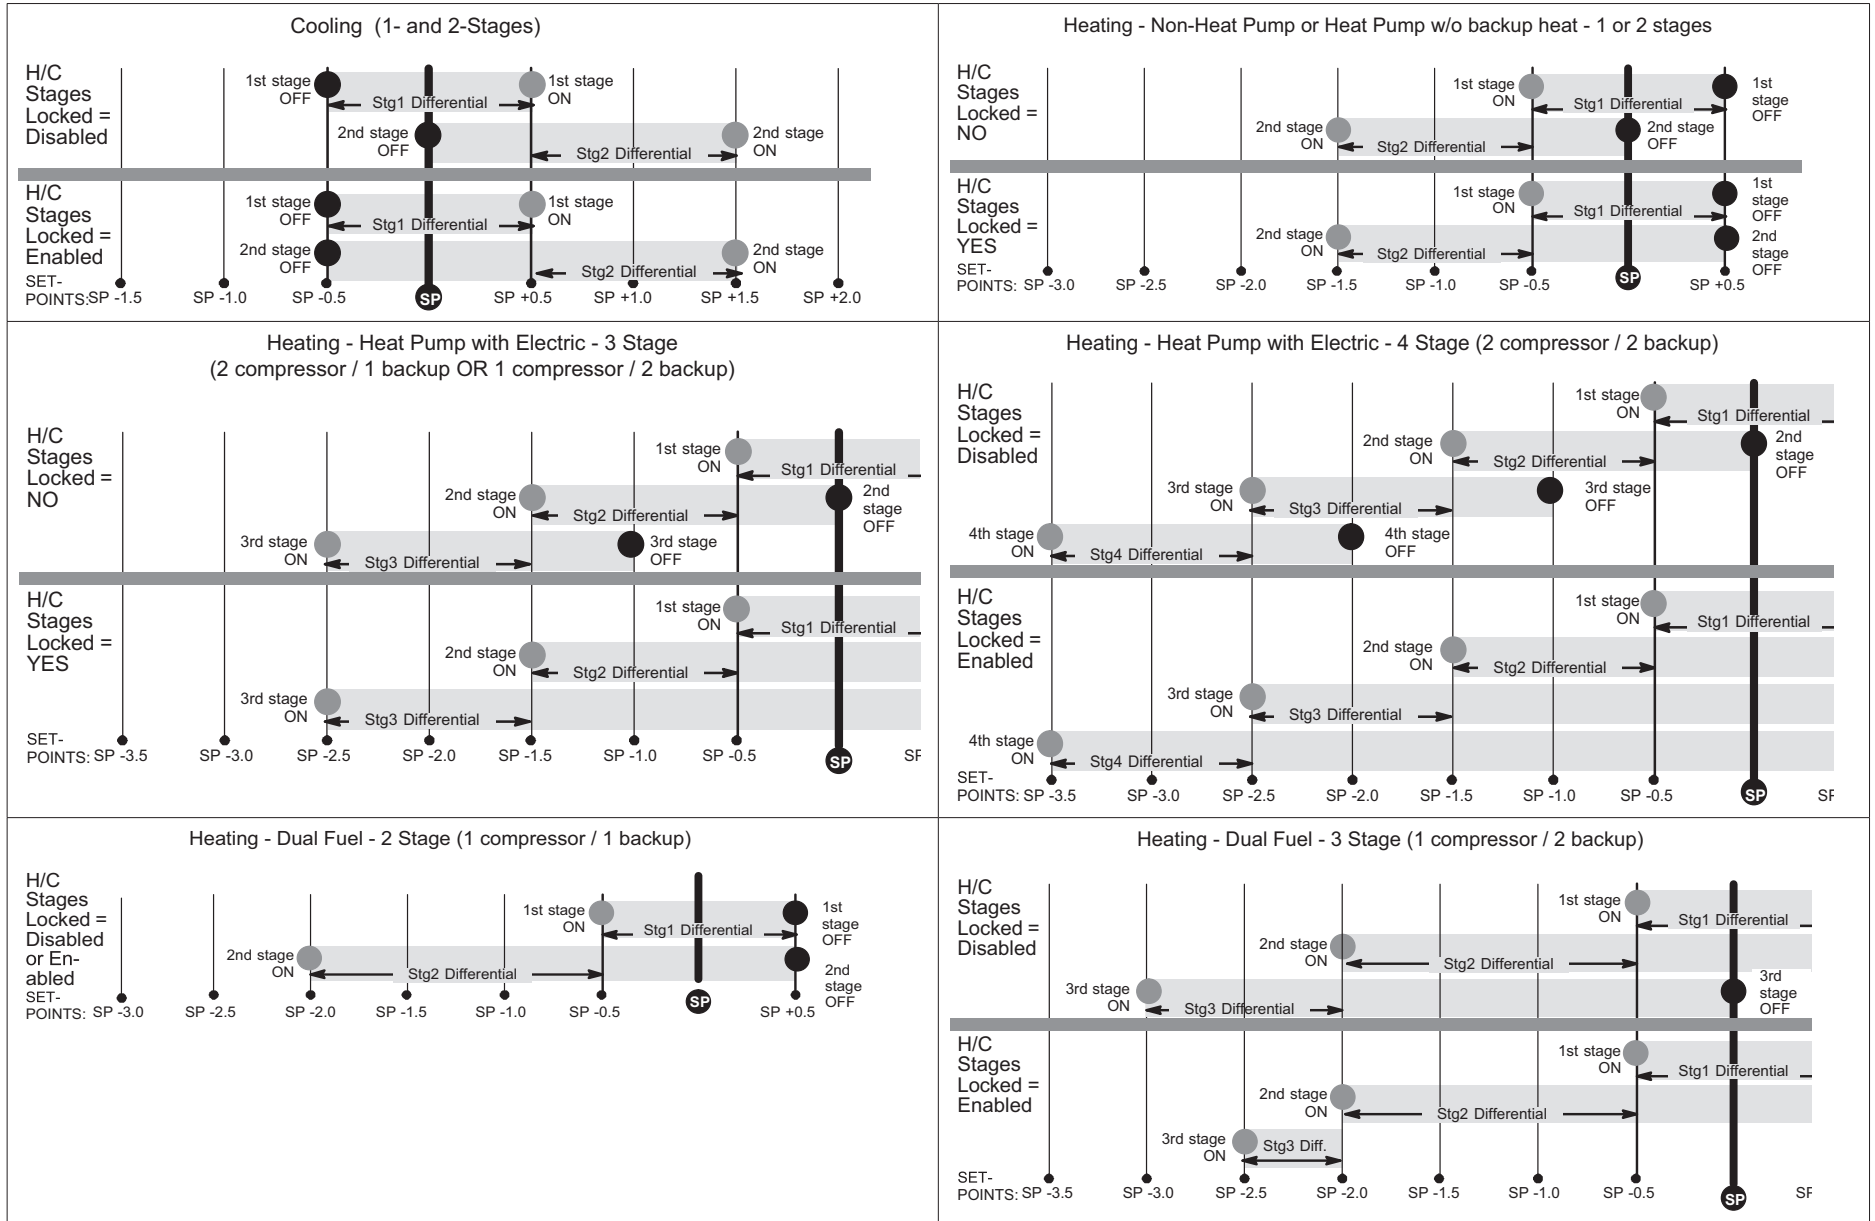 Cooling (1- and 2-Stages)
H/C
Stages
Locked =
Disabled
1st stage
OFF
1st stage
ON
Stg1 Differential
2nd stage
OFF
2nd stage
ON
Stg2 Differential
H/C
Stages
Locked =
Enabled
1st stage
OFF
1st stage
ON
Stg1 Differential
2nd stage
OFF
2nd stage
ON
Stg2 Differential
SET-
POINTS: SP -1.5 SP -1.0 SP -0.5 SP SP +0.5 SP +1.0 SP +1.5 SP +2.0
Heating - Non-Heat Pump or Heat Pump w/o backup heat - 1 or 2 stages
H/C
Stages
Locked =
NO
1st stage
ON
1st
stage
OFF
Stg1 Differential
2nd stage
ON
2nd stage
OFF
Stg2 Differential
H/C
Stages
Locked =
YES
1st stage
ON
1st
stage
OFF
Stg1 Differential
2nd stage
ON
2nd
stage
OFF
Stg2 Differential
SET-
POINTS: SP -3.0 SP -2.5 SP -2.0 SP -1.5 SP -1.0 SP -0.5 SP SP +0.5
Heating - Heat Pump with Electric - 3 Stage
(2 compressor / 1 backup OR 1 compressor / 2 backup)
H/C
Stages
Locked =
NO
1st stage
ON
Stg1 Differential
2nd stage
ON
2nd
stage
OFF
Stg2 Differential
3rd stage
ON
3rd stage
OFF
Stg3 Differential
H/C
Stages
Locked =
YES
1st stage
ON
Stg1 Differential
2nd stage
ON
Stg2 Differential
3rd stage
ON
Stg3 Differential
SET-
POINTS: SP -3.5 SP -3.0 SP -2.5 SP -2.0 SP -1.5 SP -1.0 SP -0.5 SP
Heating - Heat Pump with Electric - 4 Stage (2 compressor / 2 backup)
H/C
Stages
Locked =
Disabled
1st stage
ON
Stg1 Differential
2nd stage
ON
2nd
stage
OFF
Stg2 Differential
3rd stage
ON
3rd stage
OFF
Stg3 Differential
4th stage
ON
4th stage
OFF
Stg4 Differential
H/C
Stages
Locked =
Enabled
1st stage
ON
Stg1 Differential
2nd stage
ON
Stg2 Differential
3rd stage
ON
Stg3 Differential
4th stage
ON
Stg4 Differential
SET-
POINTS: SP -3.5 SP -3.0 SP -2.5 SP -2.0 SP -1.5 SP -1.0 SP -0.5 SP
Heating - Dual Fuel - 2 Stage (1 compressor / 1 backup)
H/C
Stages
Locked =
Disabled
or En-
abled
1st stage
ON
1st
stage
OFF
Stg1 Differential
2nd stage
ON
2nd
stage
OFF
Stg2 Differential
SET-
POINTS: SP -3.0 SP -2.5 SP -2.0 SP -1.5 SP -1.0 SP -0.5 SP SP +0.5
Heating - Dual Fuel - 3 Stage (1 compressor / 2 backup)
H/C
Stages
Locked =
Disabled
1st stage
ON
Stg1 Differential
2nd stage
ON
Stg2 Differential
3rd stage
ON
3rd
stage
OFF
Stg3 Differential
H/C
Stages
Locked =
Enabled
1st stage
ON
Stg1 Differential
2nd stage
ON
Stg2 Differential
3rd stage
ON
Stg3 Diff.
SET-
POINTS: SP -3.5 SP -3.0 SP -2.5 SP -2.0 SP -1.5 SP -1.0 SP -0.5 SP